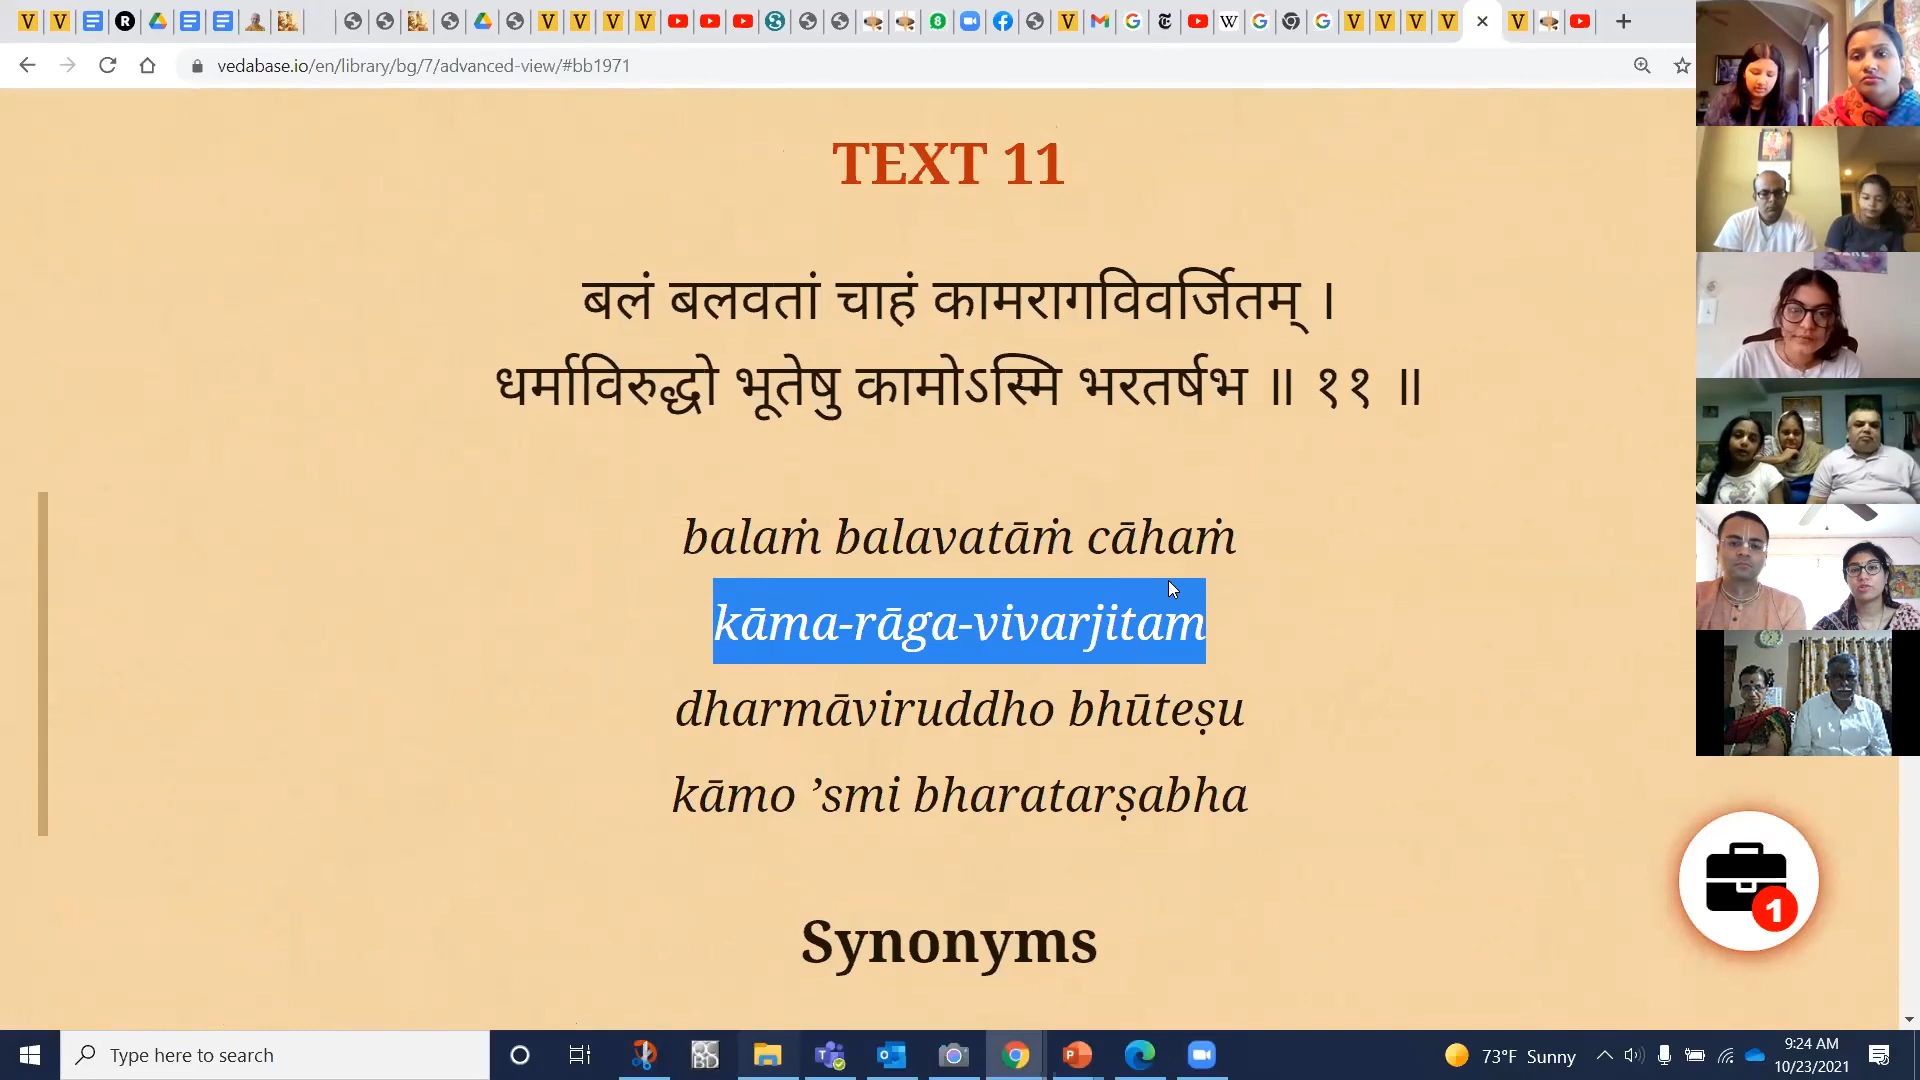 vedabase.io/en/library/bg/7/advanced-view/#bb1971
TEXT 11
बलं बलवतां चाहं कामरागविवर्जितम् ।
धर्माविरुद्धो भूतेषु कामोऽस्मि भरतर्षभ ॥ ११ ॥
balaṁ balavatāṁ cāhaṁ
kāma-rāga-vivarjitam
dharmāviruddho bhūteṣu
kāmo ’smi bharatarṣabha
1
Synonyms
Type here to search
73°F Sunny
9:24 AM
10/23/2021